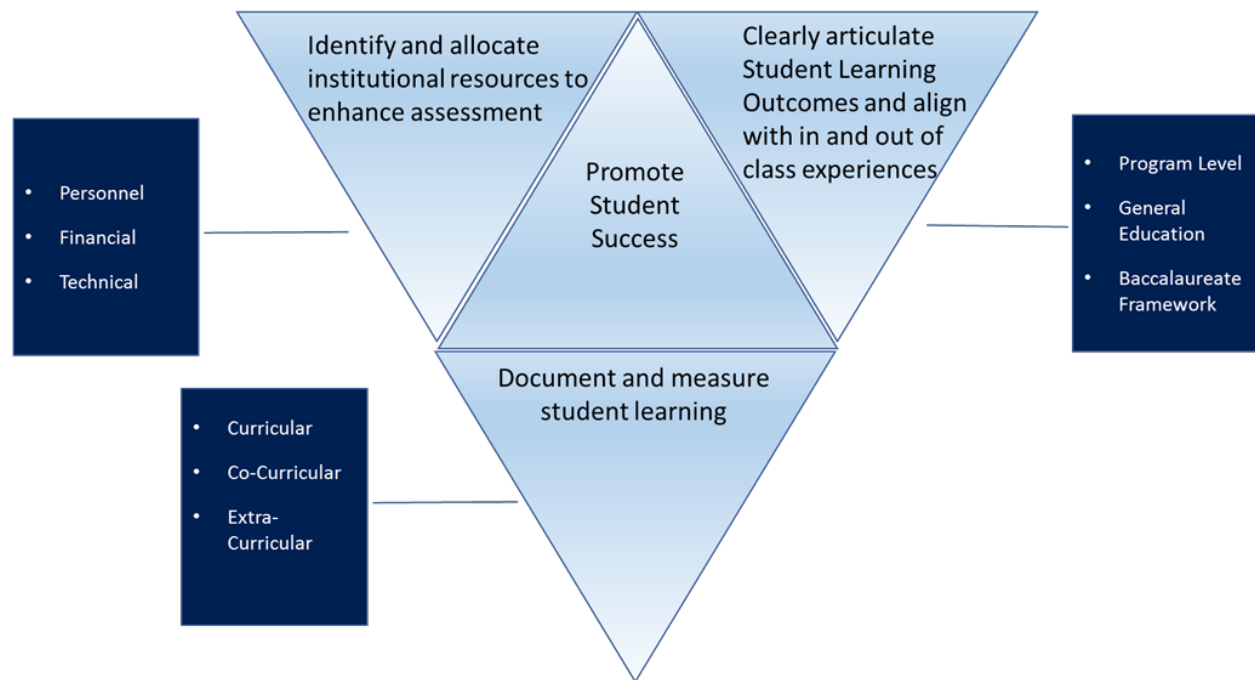 Identify and allocate
institutional resources to
enhance assessment
Clearly articulate
Student Learning
Outcomes and align
with in and out of
class experiences
Promote
Student
Success
• Personnel
• Financial
• Technical
• Program Level
• General
Education
• Baccalaureate
Framework
Document and measure
student learning
• Curricular
• Co-Curricular
• Extra-
Curricular